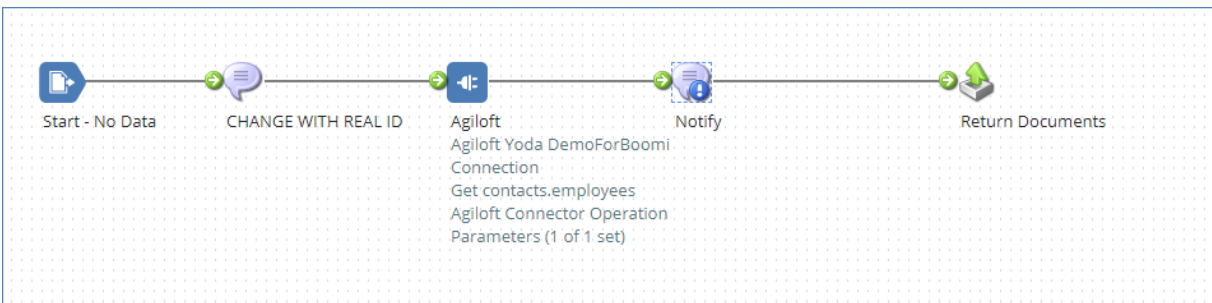 Start - No Data
CHANGE WITH REAL ID
Agiloft
Agiloft Yoda DemoForBoomi
Connection
Get contacts.employees
Agiloft Connector Operation
Parameters (1 of 1 set)
Notify
Return Documents